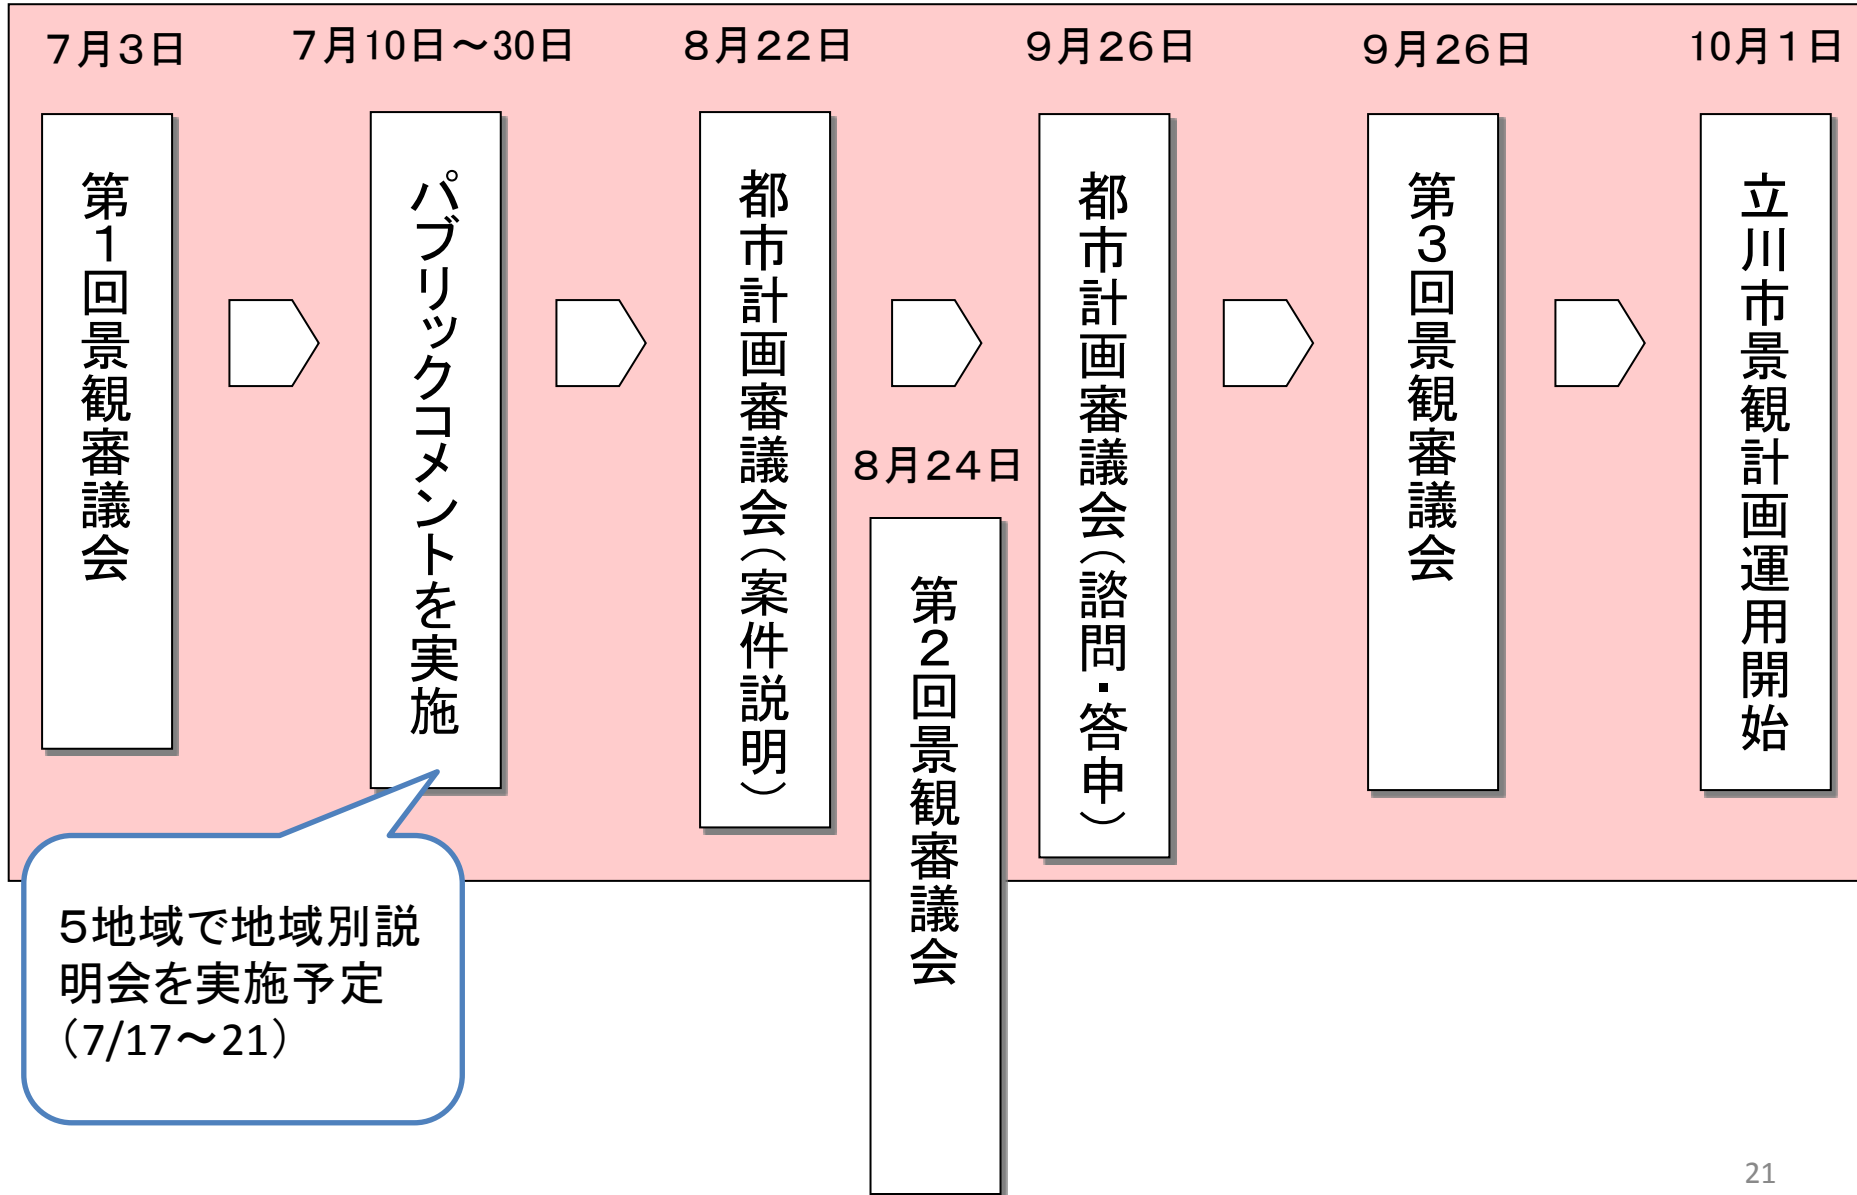 7月3日
第1回景観審議会
7月10日～30日
パブリックコメントを実施
5地域で地域別説
明会を実施予定
（7/17～21）
8月22日
都市計画審議会（案件説明）
8月24日
第2回景観審議会
9月26日
都市計画審議会（諮問・答申）
9月26日
第3回景観審議会
10月1日
立川市景観計画運用開始
21